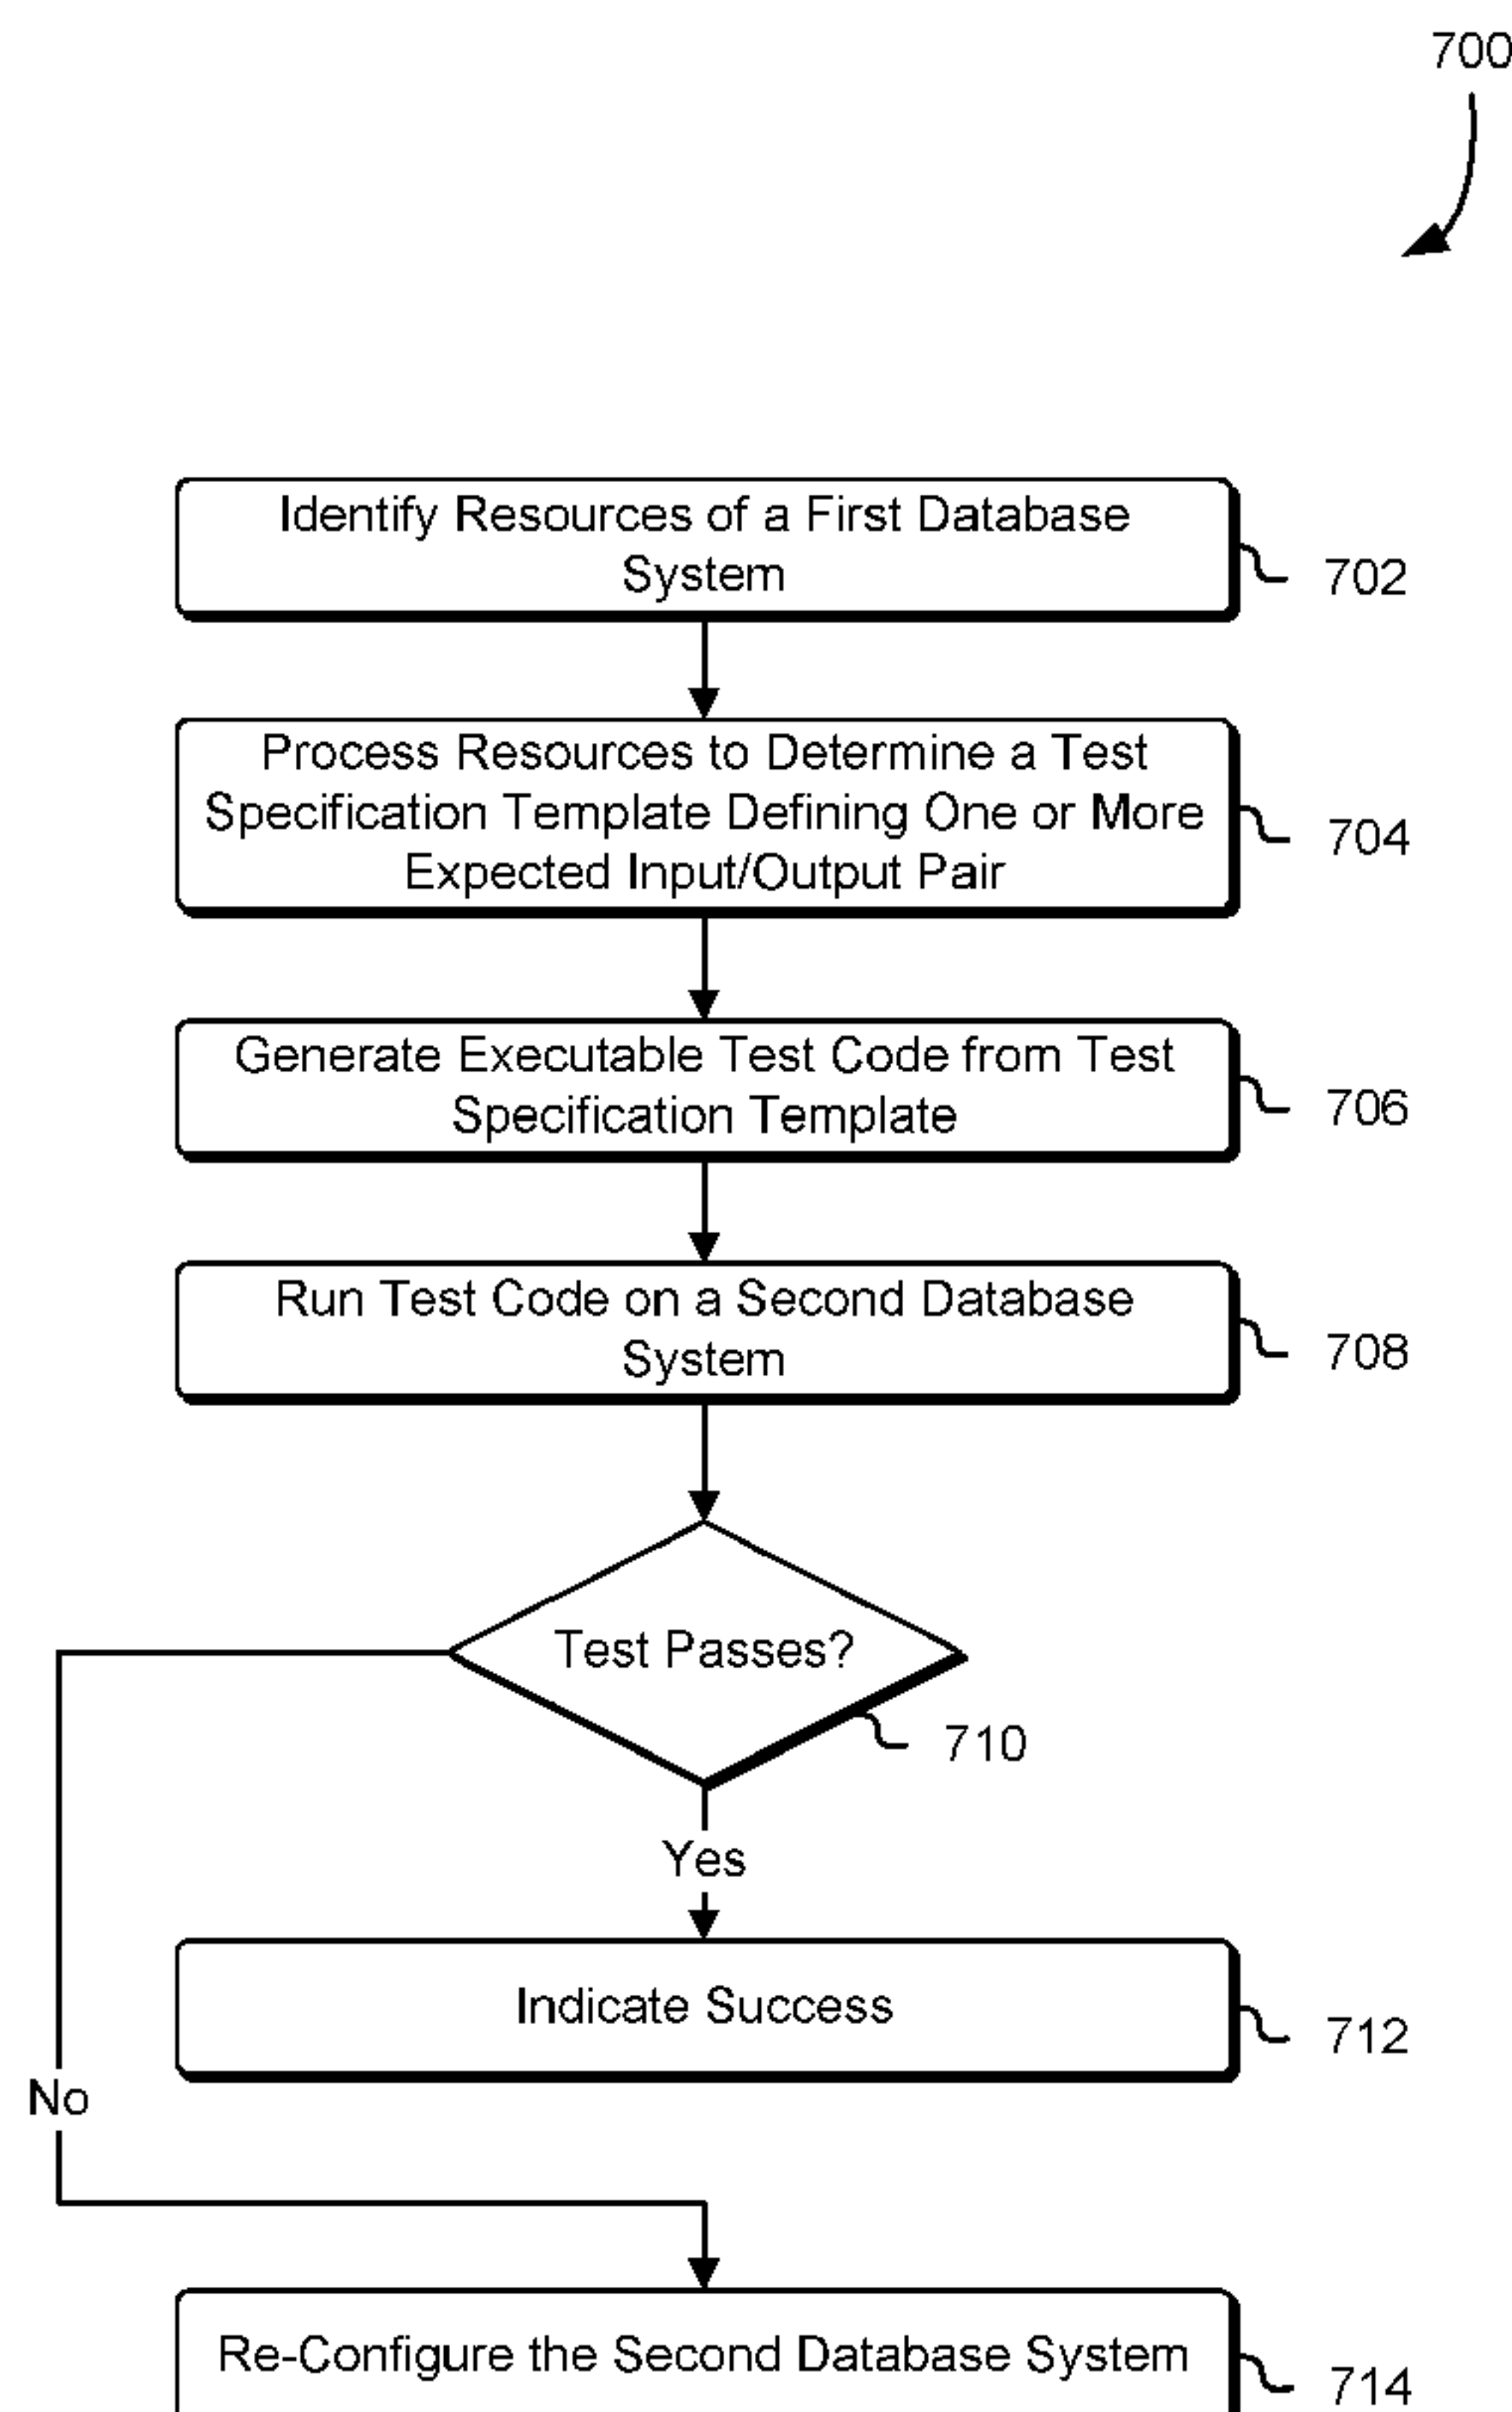 700
Identify Resources of a First Database
System
702
Process Resources to Determine a Test
Specification Template Defining One or More
Expected Input/Output Pair
704
Generate Executable Test Code from Test
Specification Template
706
Run Test Code on a Second Database
System
708
Test Passes?
710
Yes
Indicate Success
712
No
Re-Configure the Second Database System
714